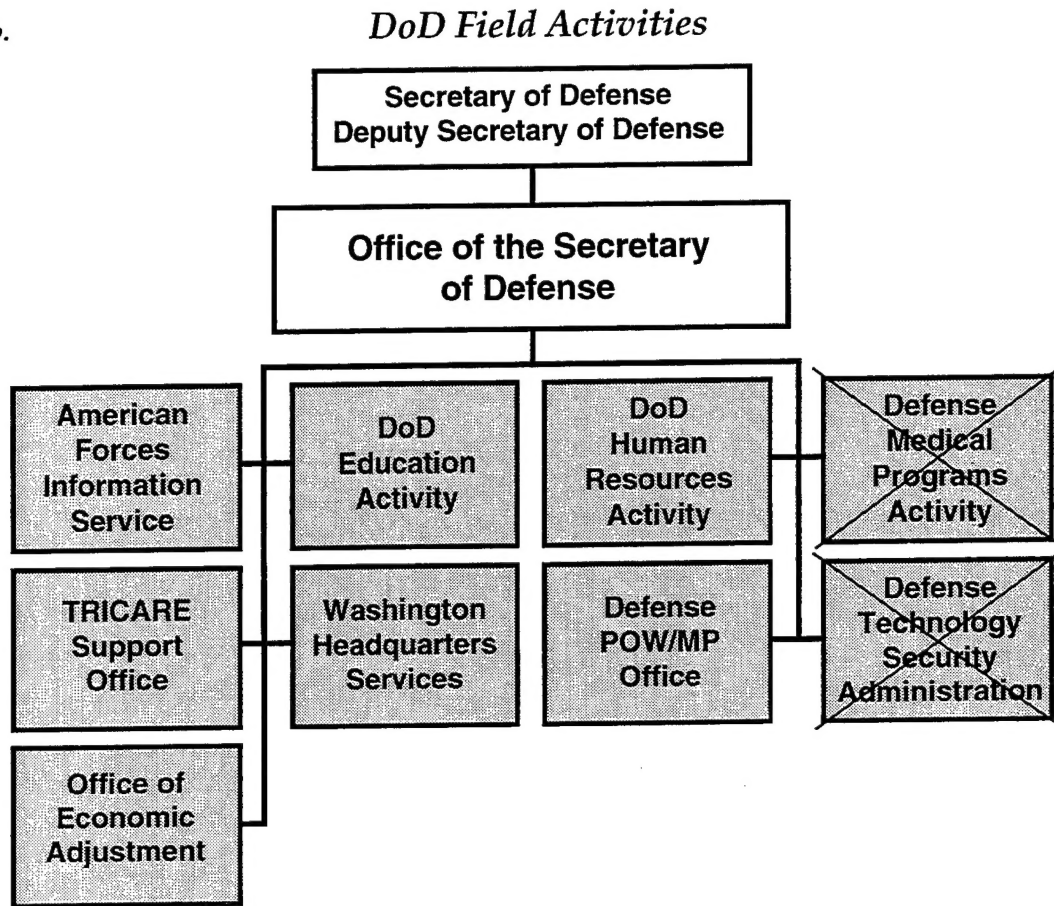 DoD Field Activities
Secretary of Defense
Deputy Secretary of Defense
Office of the Secretary
of Defense
American
Forces
Information
Service
DoD
Education
Activity
DoD
Human
Resources
Activity
Defense
Medical
Programs
Activity
TRICARE
Support
Office
Washington
Headquarters
Services
Defense
POW/MP
Office
Defense
Technology
Security
Administration
Office of
Economic
Adjustment